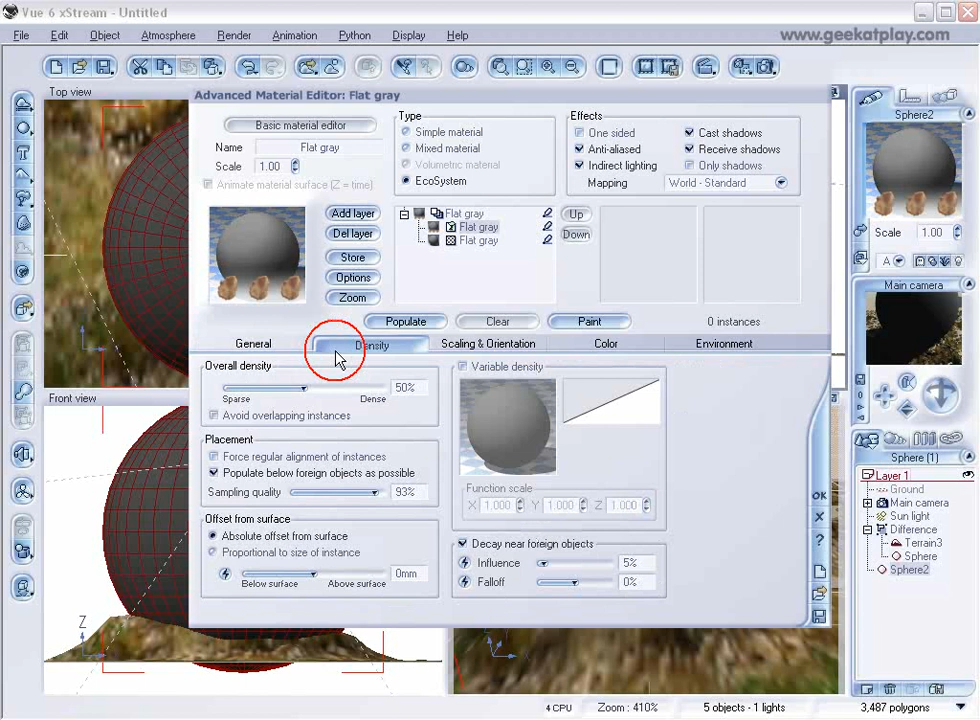 Vue 6 xStream - Untitled
File Edit Object Atmosphere Render Animation Python Display Help
www.geekatplay.com
Top view
Advanced Material Editor: Flat gray
Basic material editor
Name Flat gray
Scale 1.00
Animate material surface (Z = time)
Type
Simple material
Mixed material
Volumetric material
EcoSystem
Effects
One sided
Cast shadows
Anti-aliased
Receive shadows
Indirect lighting
Only shadows
Mapping World - Standard
Add layer
Del layer
Store
Options
Zoom
Flat gray
Flat gray
Flat gray
Up
Down
Populate Clear Paint 0 instances
General Density Scaling & Orientation Color Environment
Overall density
50%
Sparse Dense
Avoid overlapping instances
Placement
Force regular alignment of instances
Populate below foreign objects as possible
Sampling quality 93%
Offset from surface
Absolute offset from surface
Proportional to size of instance
0mm
Below surface Above surface
Variable density
Function scale
X 1.000 Y 1.000 Z 1.000
Decay near foreign objects
Influence 5%
Falloff 0%
OK
?
Front view
Z
Sphere2
Scale 1.00
A
Main camera
Sphere (1)
Layer 1
Ground
Main camera
Sun light
Difference
Terrain3
Sphere
Sphere2
4 CPU Zoom : 410% 5 objects - 1 lights 3,487 polygons